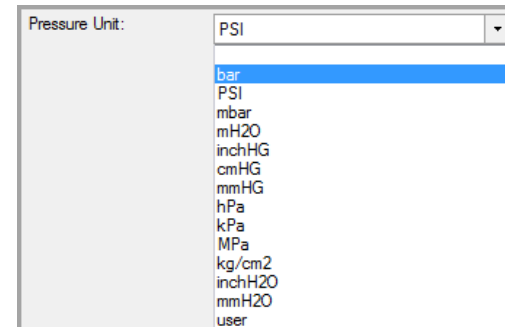 Pressure Unit: PSI
bar
PSI
mbar
mH2O
inchHG
cmHG
mmHG
hPa
kPa
MPa
kg/cm2
inchH2O
mmH2O
user